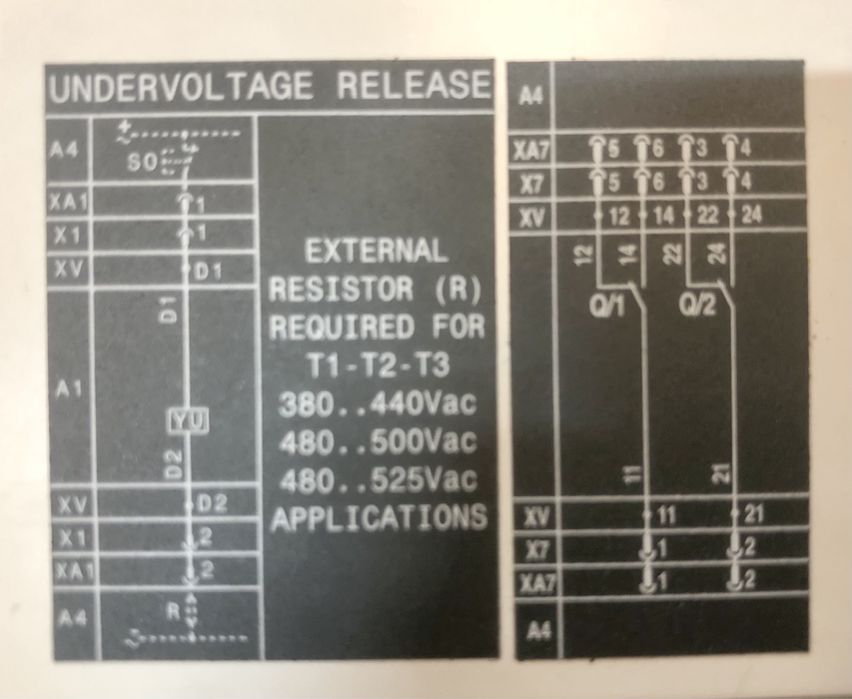 UNDERVOLTAGE RELEASE
A4
SO
XA1 1
X1 1
XV D1
D1
A1
YU
D2
XV D2
X1 2
XA1 2
A4 R
EXTERNAL
RESISTOR (R)
REQUIRED FOR
T1-T2-T3
380..440Vac
480..500Vac
480..525Vac
APPLICATIONS
A4
XA7 5 6 3 4
X7 5 6 3 4
XV 12 14 22 24
12 14 22 24
Q/1 Q/2
11 21
XV 11 21
X7 1 2
XA7 1 2
A4